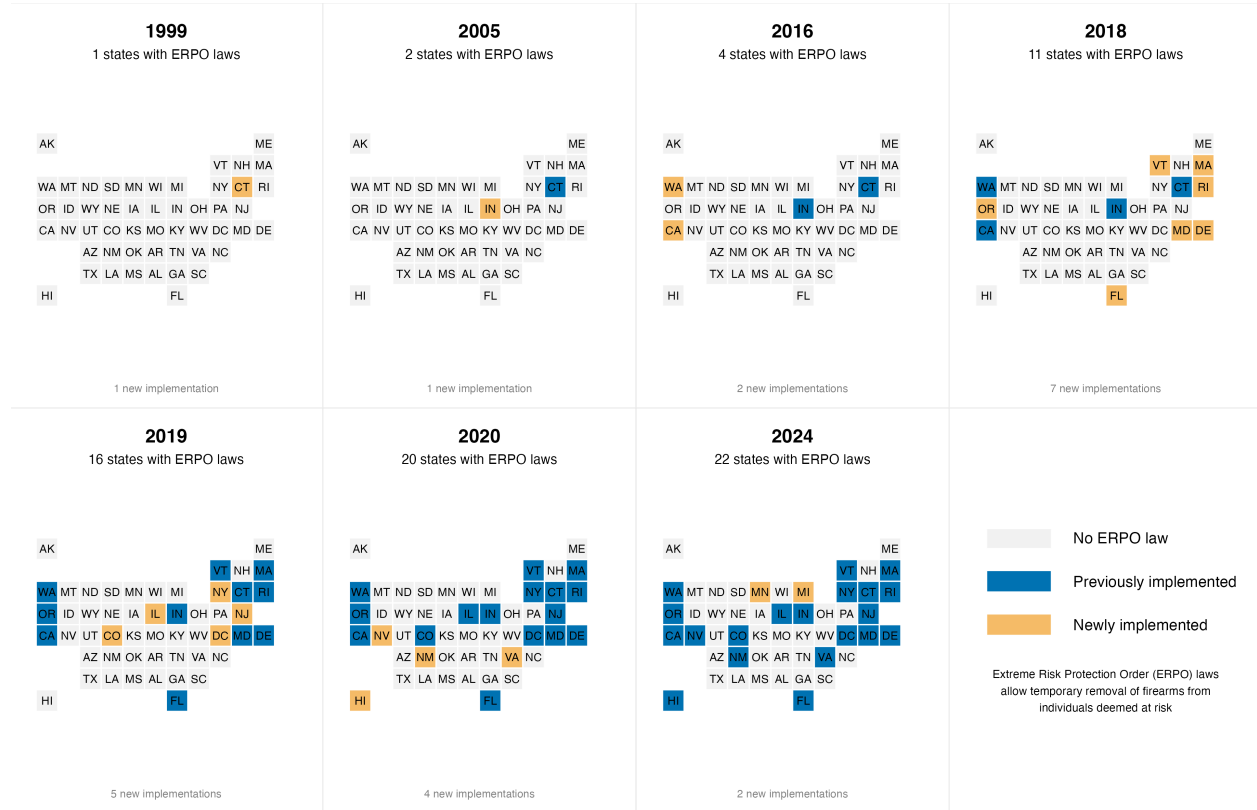 1999
1 states with ERPO laws
AK ME
VT NH MA
WA MT ND SD MN WI MI NY CT RI
OR ID WY NE IA IL IN OH PA NJ
CA NV UT CO KS MO KY WV DC MD DE
AZ NM OK AR TN VA NC
TX LA MS AL GA SC
HI FL
1 new implementation
2005
2 states with ERPO laws
AK ME
VT NH MA
WA MT ND SD MN WI MI NY CT RI
OR ID WY NE IA IL IN OH PA NJ
CA NV UT CO KS MO KY WV DC MD DE
AZ NM OK AR TN VA NC
TX LA MS AL GA SC
HI FL
1 new implementation
2016
4 states with ERPO laws
AK ME
VT NH MA
WA MT ND SD MN WI MI NY CT RI
OR ID WY NE IA IL IN OH PA NJ
CA NV UT CO KS MO KY WV DC MD DE
AZ NM OK AR TN VA NC
TX LA MS AL GA SC
HI FL
2 new implementations
2018
11 states with ERPO laws
AK ME
VT NH MA
WA MT ND SD MN WI MI NY CT RI
OR ID WY NE IA IL IN OH PA NJ
CA NV UT CO KS MO KY WV DC MD DE
AZ NM OK AR TN VA NC
TX LA MS AL GA SC
HI FL
7 new implementations
2019
16 states with ERPO laws
AK ME
VT NH MA
WA MT ND SD MN WI MI NY CT RI
OR ID WY NE IA IL IN OH PA NJ
CA NV UT CO KS MO KY WV DC MD DE
AZ NM OK AR TN VA NC
TX LA MS AL GA SC
HI FL
5 new implementations
2020
20 states with ERPO laws
AK ME
VT NH MA
WA MT ND SD MN WI MI NY CT RI
OR ID WY NE IA IL IN OH PA NJ
CA NV UT CO KS MO KY WV DC MD DE
AZ NM OK AR TN VA NC
TX LA MS AL GA SC
HI FL
4 new implementations
2024
22 states with ERPO laws
AK ME
VT NH MA
WA MT ND SD MN WI MI NY CT RI
OR ID WY NE IA IL IN OH PA NJ
CA NV UT CO KS MO KY WV DC MD DE
AZ NM OK AR TN VA NC
TX LA MS AL GA SC
HI FL
2 new implementations
No ERPO law
Previously implemented
Newly implemented
Extreme Risk Protection Order (ERPO) laws
allow temporary removal of firearms from
individuals deemed at risk